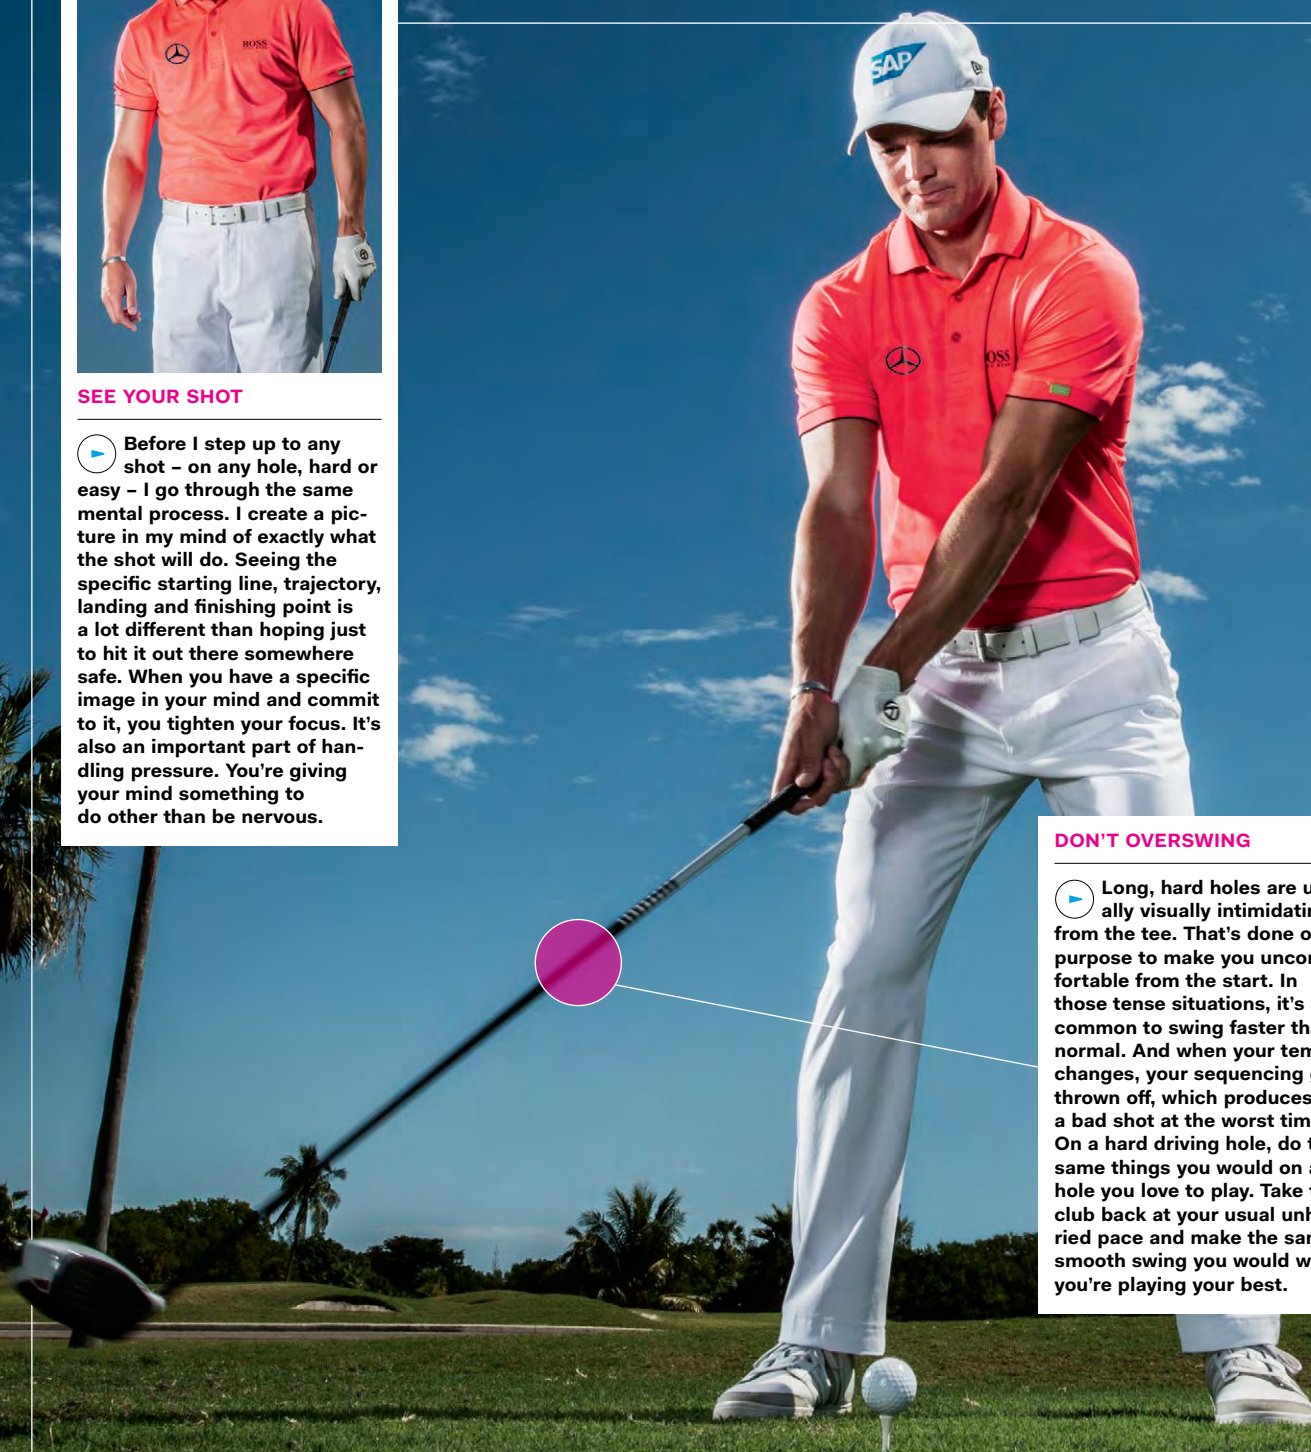 BOSS
SAP
BOSS
SEE YOUR SHOT
Before I step up to any
shot – on any hole, hard or
easy – I go through the same
mental process. I create a pic-
ture in my mind of exactly what
the shot will do. Seeing the
specific starting line, trajectory,
landing and finishing point is
a lot different than hoping just
to hit it out there somewhere
safe. When you have a specific
image in your mind and commit
to it, you tighten your focus. It's
also an important part of han-
dling pressure. You're giving
your mind something to
do other than be nervous.
DON'T OVERSWING
Long, hard holes are
ally visually
from the tee. That's done
purpose to make you
fortable from the start. In
those tense situations, it's
common to swing faster
normal. And when your
changes, your sequencing
thrown off, which produces
a bad shot at the worst
On a hard driving hole, do
same things you would on
hole you love to play. Take
club back at your usual
ried pace and make the
smooth swing you would
you're playing your best.